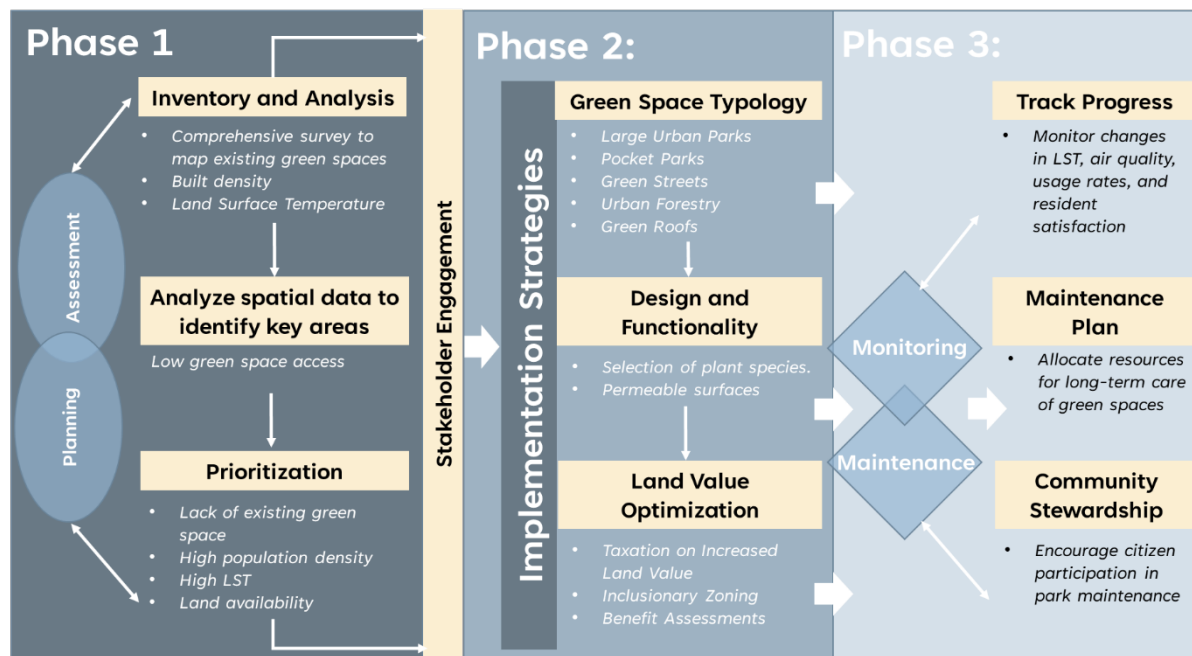 Phase 1
Inventory and Analysis
• Comprehensive survey to
map existing green spaces
• Built density
• Land Surface Temperature
Assessment
Analyze spatial data to
identify key areas
Low green space access
Planning
Prioritization
• Lack of existing green
space
• High population density
• High LST
• Land availability
Stakeholder Engagement
Phase 2:
Implementation Strategies
Green Space Typology
• Large Urban Parks
• Pocket Parks
• Green Streets
• Urban Forestry
• Green Roofs
Design and
Functionality
• Selection of plant species.
• Permeable surfaces
Land Value
Optimization
• Taxation on Increased
Land Value
• Inclusionary Zoning
• Benefit Assessments
Phase 3:
Monitoring
Maintenance
Track Progress
• Monitor changes
in LST, air quality,
usage rates, and
resident
satisfaction
Maintenance
Plan
• Allocate resources
for long-term care
of green spaces
Community
Stewardship
• Encourage citizen
participation in
park maintenance